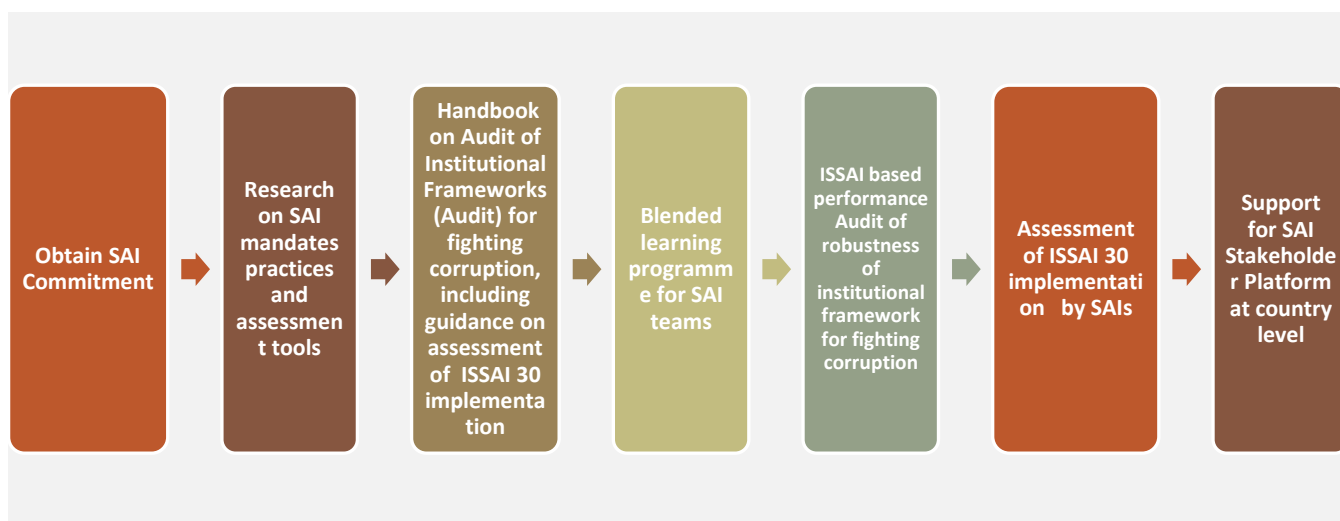 Obtain SAI
Commitment
Research
on SAI
mandates
practices
and
assessmen
t tools
Handbook
on Audit of
Institutional
Frameworks
(Audit) for
fighting
corruption,
including
guidance on
assessment
of ISSAI 30
implementa
tion
Blended
learning
programm
e for SAI
teams
ISSAI based
performance
Audit of
robustness
of
institutional
framework
for fighting
corruption
Assessment
of ISSAI 30
implementati
on by SAIs
Support
for SAI
Stakeholde
r Platform
at country
level